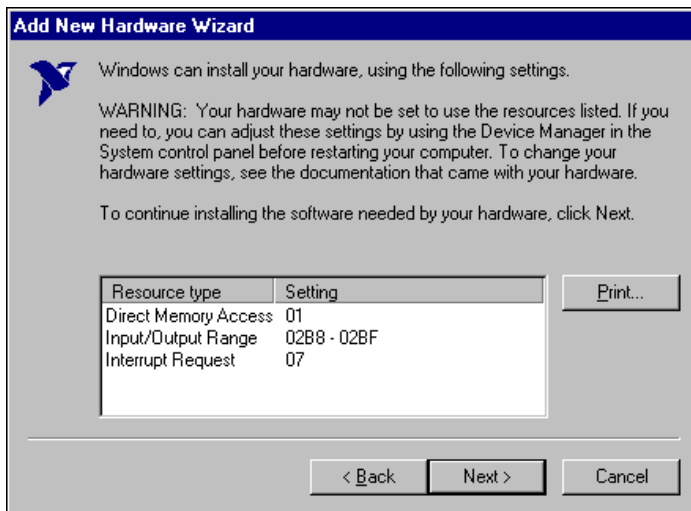 Add New Hardware Wizard
Windows can install your hardware, using the following settings.
WARNING: Your hardware may not be set to use the resources listed. If you
need to, you can adjust these settings by using the Device Manager in the
System control panel before restarting your computer. To change your
hardware settings, see the documentation that came with your hardware.
To continue installing the software needed by your hardware, click Next.
Resource type Setting
Direct Memory Access 01
Input/Output Range 02B8 - 02BF
Interrupt Request 07
Print...
< Back Next > Cancel